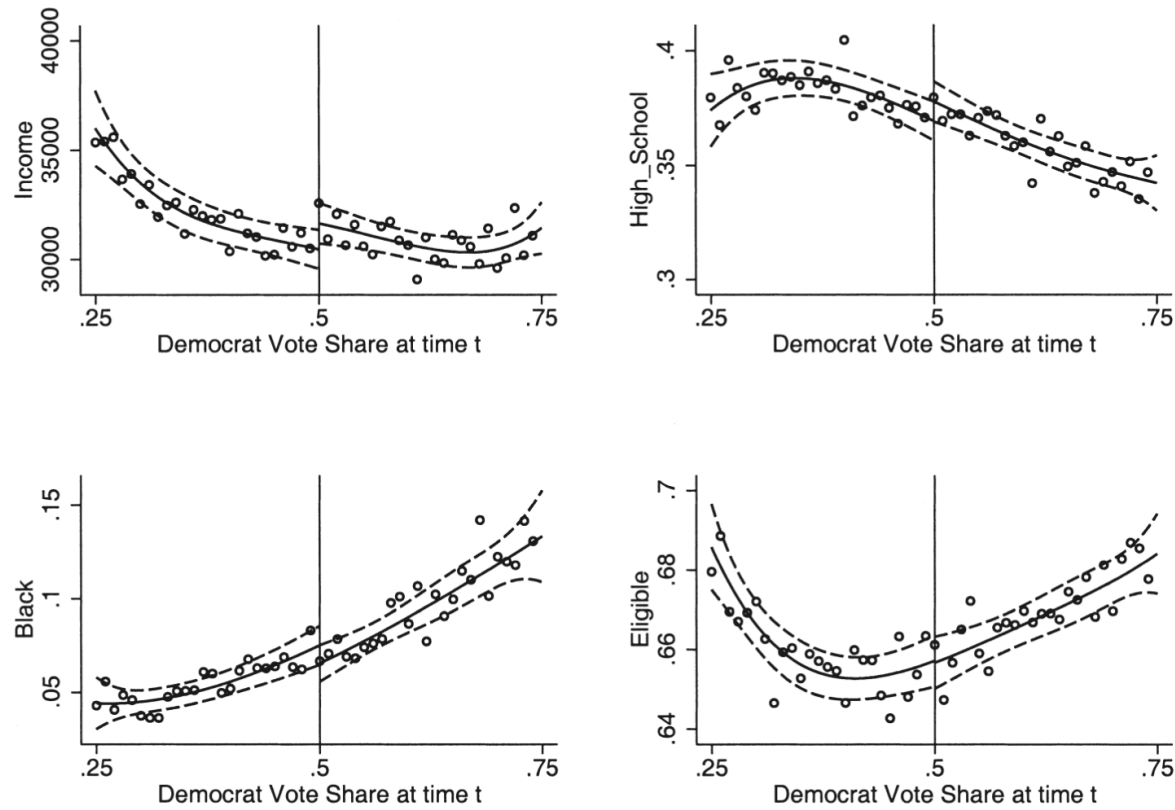 Income
40000
35000
30000
.25 .5 .75
Democrat Vote Share at time t
High_School
.4
.35
.3
.25 .5 .75
Democrat Vote Share at time t
Black
.15
.1
.05
.25 .5 .75
Democrat Vote Share at time t
Eligible
.7
.68
.66
.64
.25 .5 .75
Democrat Vote Share at time t